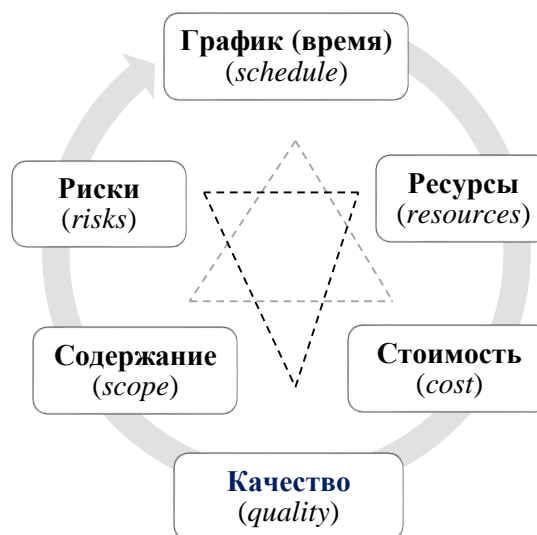 График (время)
(schedule)
Риски
(risks)
Ресурсы
(resources)
Содержание
(scope)
Стоимость
(cost)
Качество
(quality)